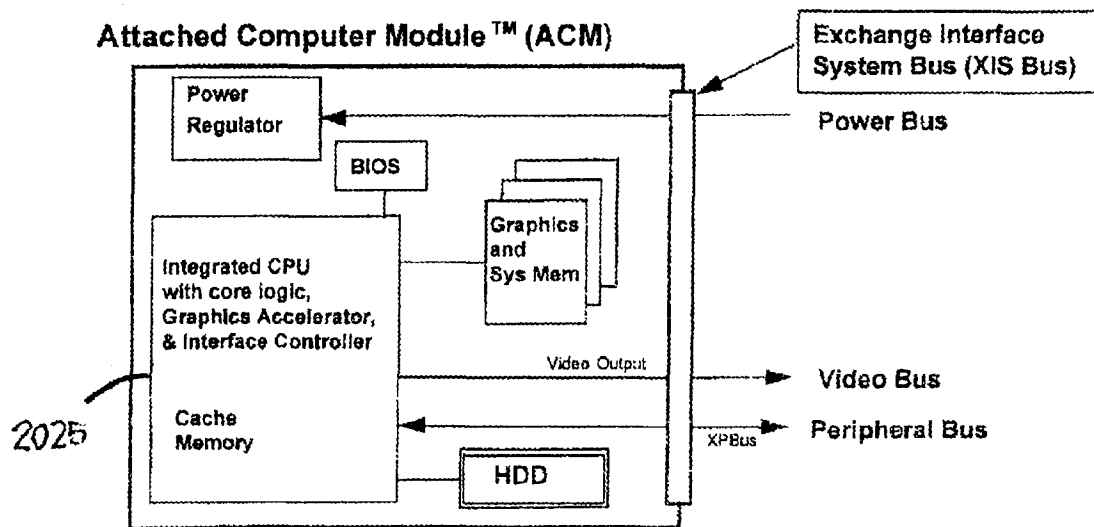 Attached Computer Module™ (ACM)
Exchange Interface
System Bus (XIS Bus)
Power
Regulator
Power Bus
BIOS
Graphics
and
Sys Mem
Integrated CPU
with core logic,
Graphics Accelerator,
& Interface Controller
Video Output
Video Bus
2025
Cache
Memory
XPBus
Peripheral Bus
HDD